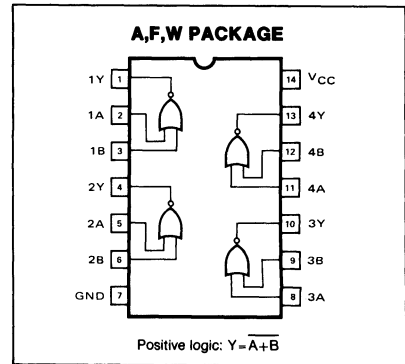 A,F,W PACKAGE
1Y 1 14 VCC
1A 2 13 4Y
1B 3 12 4B
2Y 4 11 4A
2A 5 10 3Y
2B 6 9 3B
GND 7 8 3A
Positive logic: Y=A+B